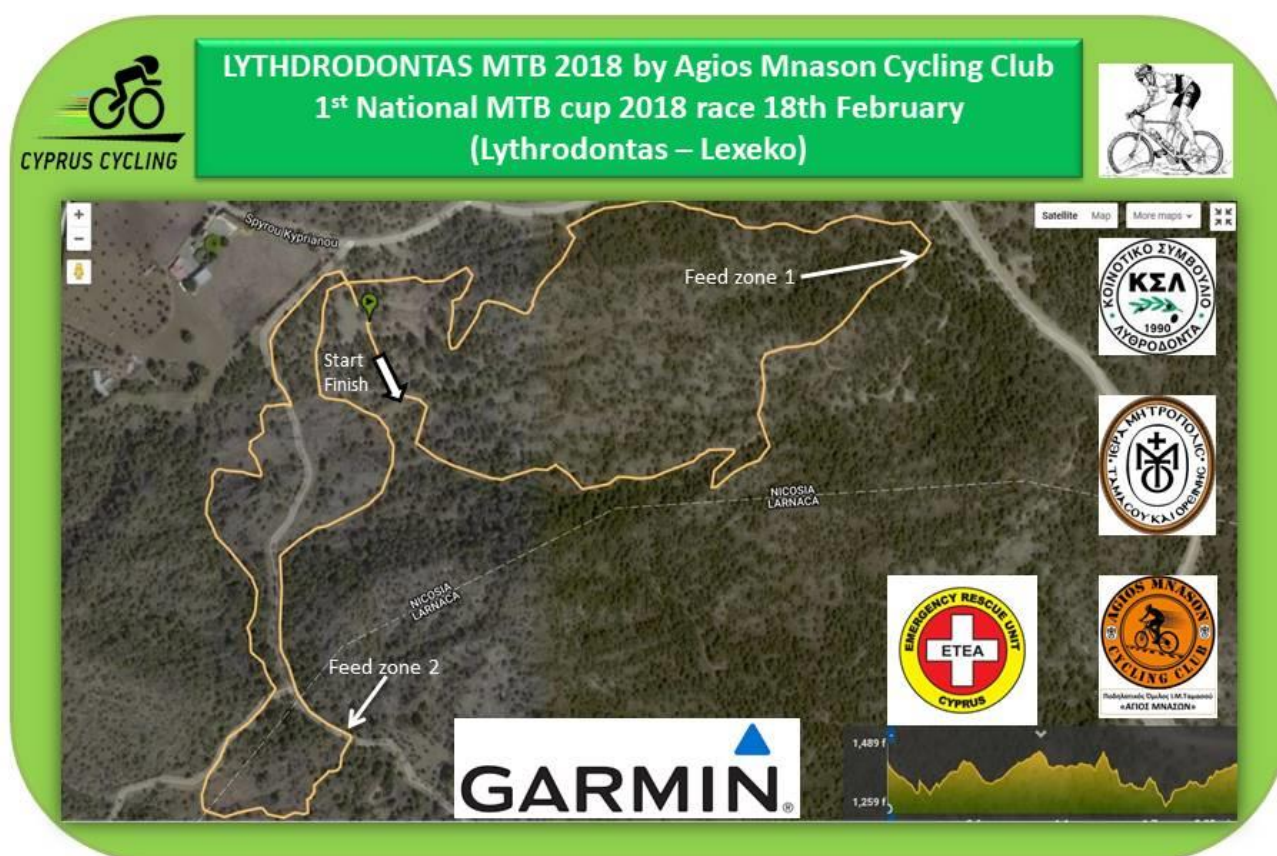 LYTHDRODONTAS MTB 2018 by Agios Mnason Cycling Club
1st National MTB cup 2018 race 18th February
(Lythrodontas – Lexeko)
CYPRUS CYCLING
Spyrou Kyprianou
Satellite Map More maps
Feed zone 1
Start
Finish
NICOSIA
LARNACA
NICOSIA
LARNACA
Feed zone 2
ΚΟΙΝΟΤΙΚΟ ΣΥΜΒΟΥΛΙΟ
ΚΣΛ
1990
ΛΥΘΡΟΔΟΝΤΑ
ΙΕΡΑ ΜΗΤΡΟΠΟΛΙΣ
ΤΑΜΑΣΟΥ ΚΑΙ ΟΡΕΙΝΗΣ
EMERGENCY RESCUE UNIT
ETEA
CYPRUS
AGIOS MNASON
CYCLING CLUB
Ποδηλατικός Όμιλος Ι.Μ.Ταμασού
«ΑΓΙΟΣ ΜΝΑΣΩΝ»
GARMIN®
1,489 f
1,259 f